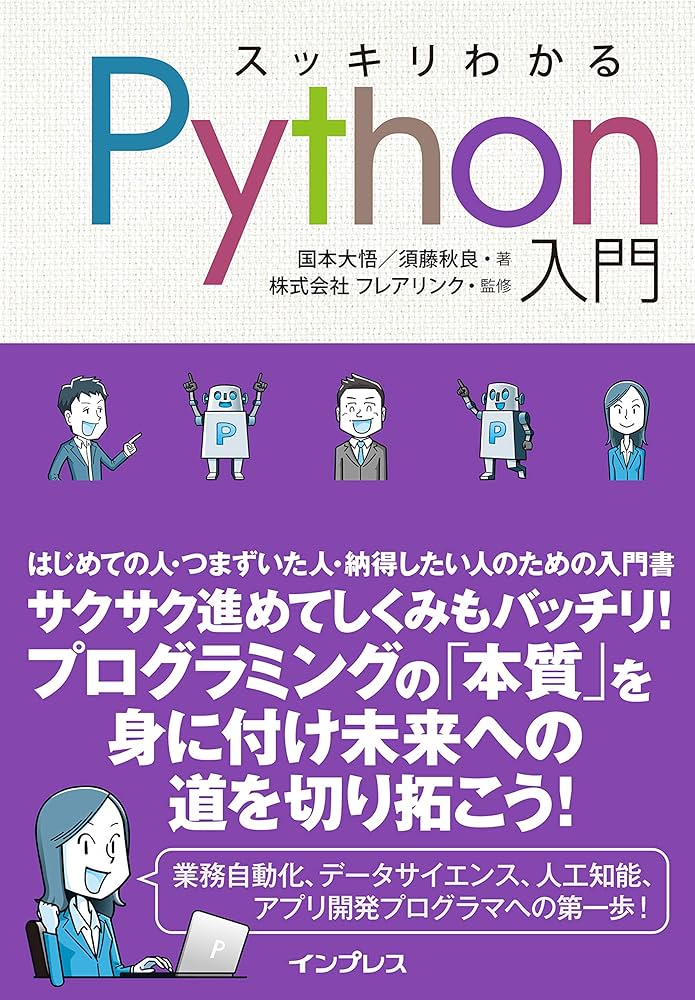 スッキリわかる
Python
入門
国本大悟／須藤秋良・著
株式会社 フレアリンク・監修
P
P
はじめての人・つまずいた人・納得したい人のための入門書
サクサク進めてしくみもバッチリ!
プログラミングの「本質」を
身に付け未来への
道を切り拓こう!
業務自動化、データサイエンス、人工知能、
アプリ開発プログラマへの第一歩!
P
インプレス